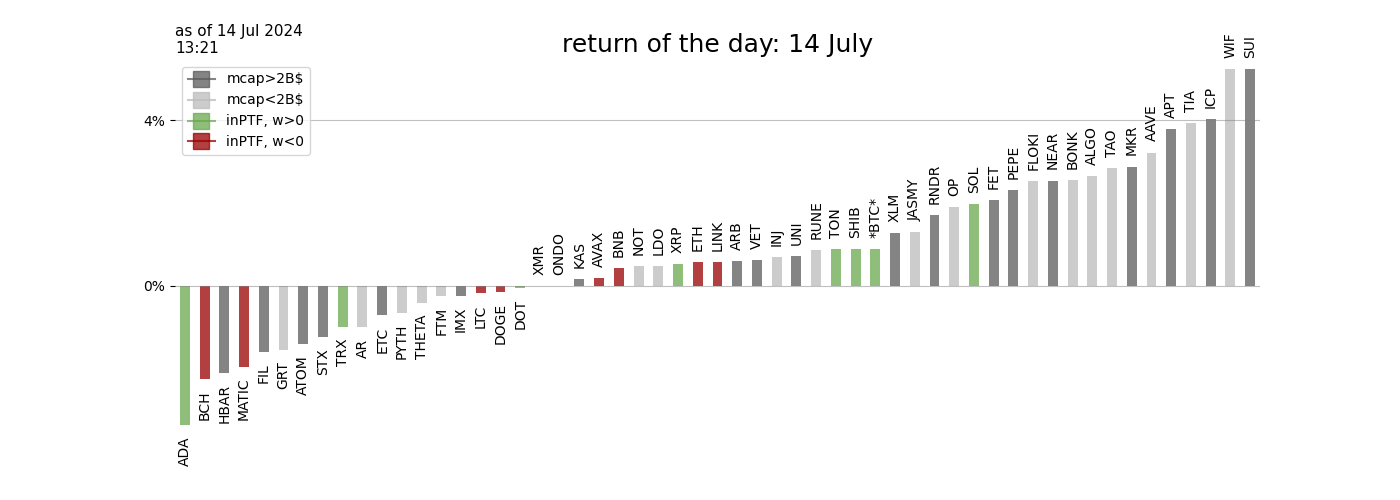 as of 14 Jul 2024
13:21
return of the day: 14 July
mcap>2B$
mcap<2B$
inPTF, w>0
inPTF, w<0
4%
0%
ADA
BCH
HBAR
MATIC
FIL
GRT
ATOM
STX
TRX
AR
ETC
PYTH
THETA
FTM
IMX
LTC
DOGE
DOT
XMR
ONDO
KAS
AVAX
BNB
NOT
LDO
XRP
ETH
LINK
ARB
VET
INJ
UNI
RUNE
TON
SHIB
*BTC*
XLM
JASMY
RNDR
OP
SOL
FET
PEPE
FLOKI
NEAR
BONK
ALGO
TAO
MKR
AAVE
APT
TIA
ICP
WIF
SUI